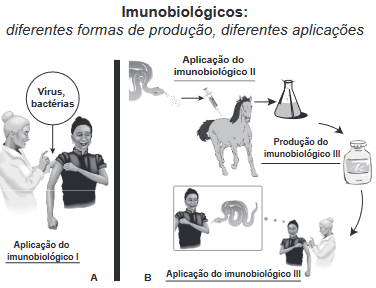 Imunobiológicos:
diferentes formas de produção, diferentes aplicações
Vírus,
bactérias
Aplicação do
imunobiológico I
A
Aplicação do
imunobiológico II
Produção do
imunobiológico III
B
Aplicação do imunobiológico III